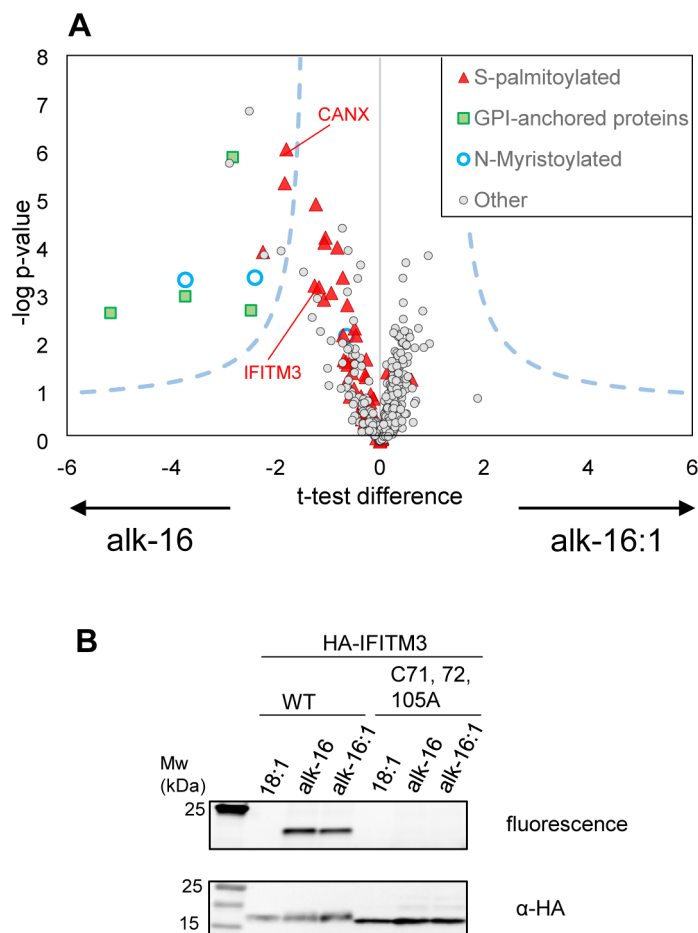 A
8
7
6
5
4
3
2
1
0
-log p-value
CANX
IFITM3
S-palmitoylated
GPI-anchored proteins
N-Myristoylated
Other
-6 -4 -2 0 2 4 6
t-test difference
alk-16
alk-16:1
B
HA-IFITM3
WT
C71, 72,
105A
Mw
(kDa)
18:1 alk-16 alk-16:1 18:1 alk-16 alk-16:1
25
fluorescence
25
15
α-HA